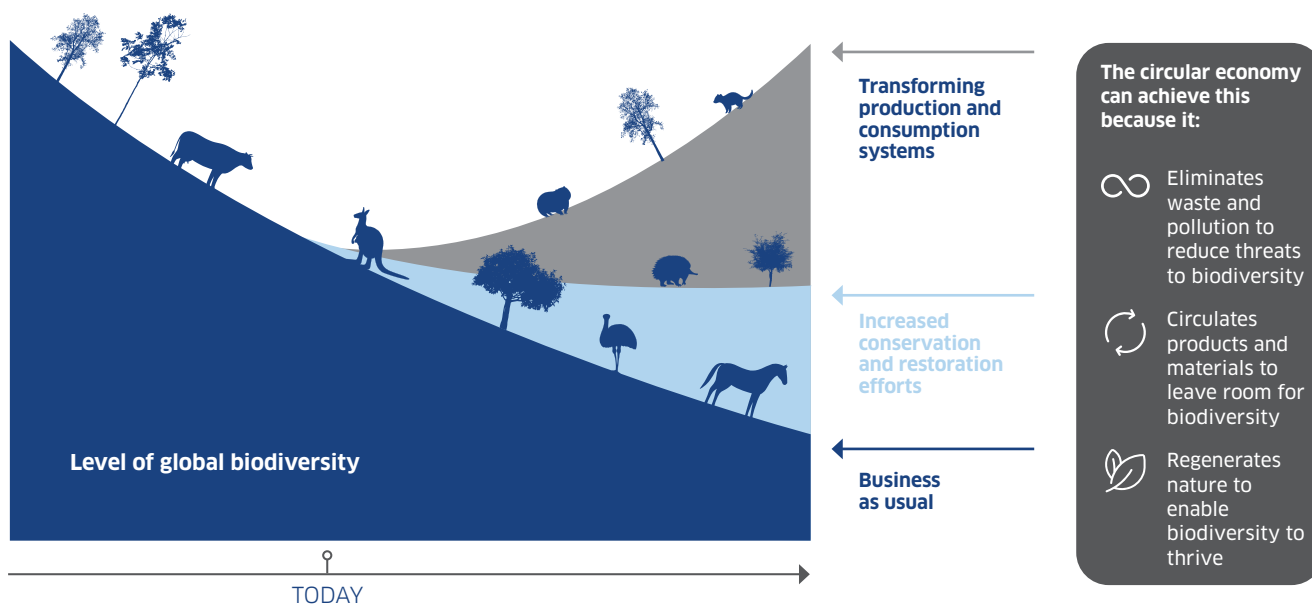 Transforming
production and
consumption
systems
Increased
conservation
and restoration
efforts
Business
as usual
Level of global biodiversity
TODAY
The circular economy
can achieve this
because it:
Eliminates
waste and
pollution to
reduce threats
to biodiversity
Circulates
products and
materials to
leave room for
biodiversity
Regenerates
nature to
enable
biodiversity to
thrive